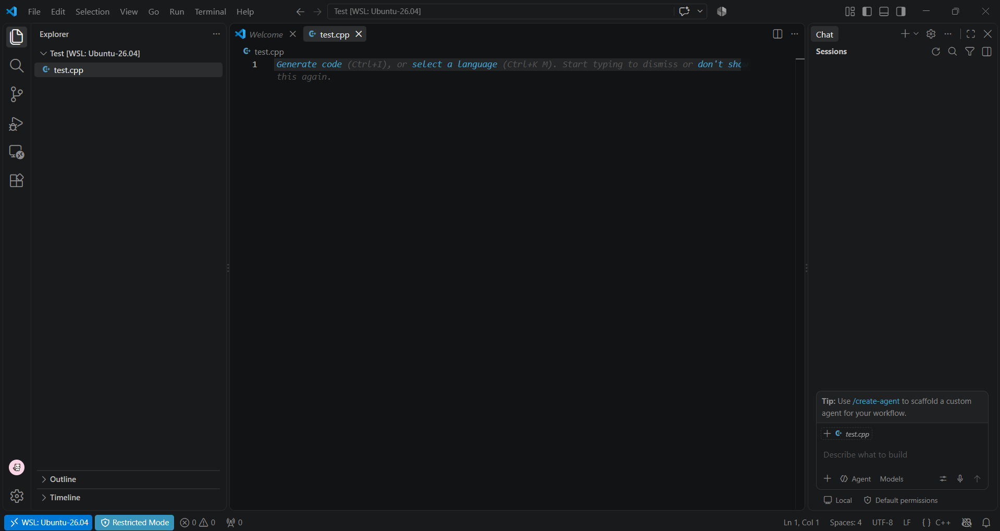 File Edit Selection View Go Run Terminal Help
Test [WSL: Ubuntu-26.04]
Explorer
Test [WSL: Ubuntu-26.04]
test.cpp
Outline
Timeline
Welcome
test.cpp
test.cpp
1
Generate code (Ctrl+I), or select a language (Ctrl+K M). Start typing to dismiss or don't show
this again.
Chat
Sessions
Tip: Use /create-agent to scaffold a custom
agent for your workflow.
test.cpp
Describe what to build
Agent Models
Local Default permissions
WSL: Ubuntu-26.04 Restricted Mode 0 0 0 Ln 1, Col 1 Spaces: 4 UTF-8 LF { } C++